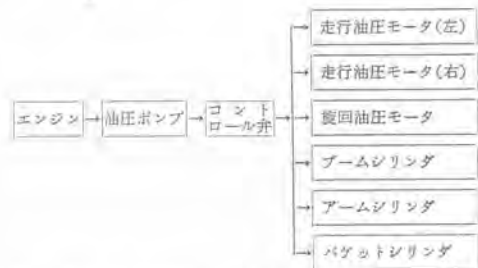 走行油圧モータ(左)
走行油圧モータ(右)
エンジン
油圧ポンプ
コント
ロール弁
旋回油圧モータ
ブームシリンダ
アームシリンダ
バケットシリンダ